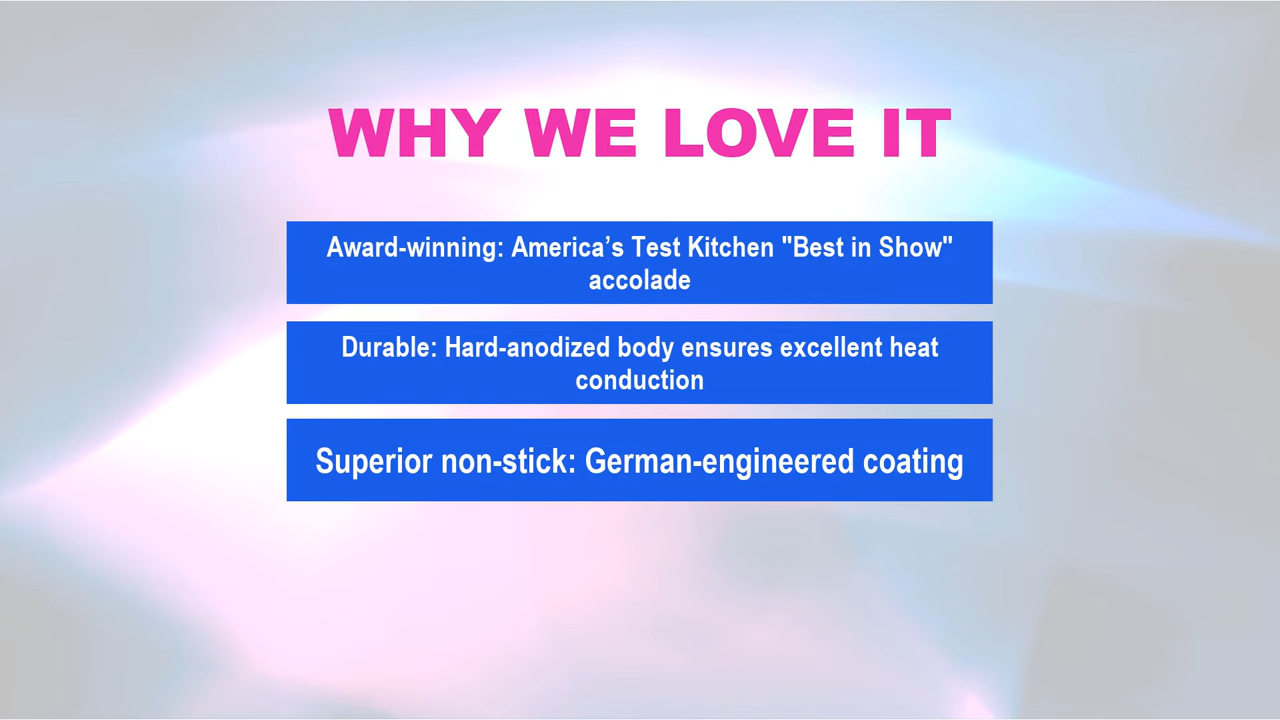 WHY WE LOVE IT
Award-winning: America’s Test Kitchen "Best in Show"
accolade
Durable: Hard-anodized body ensures excellent heat
conduction
Superior non-stick: German-engineered coating